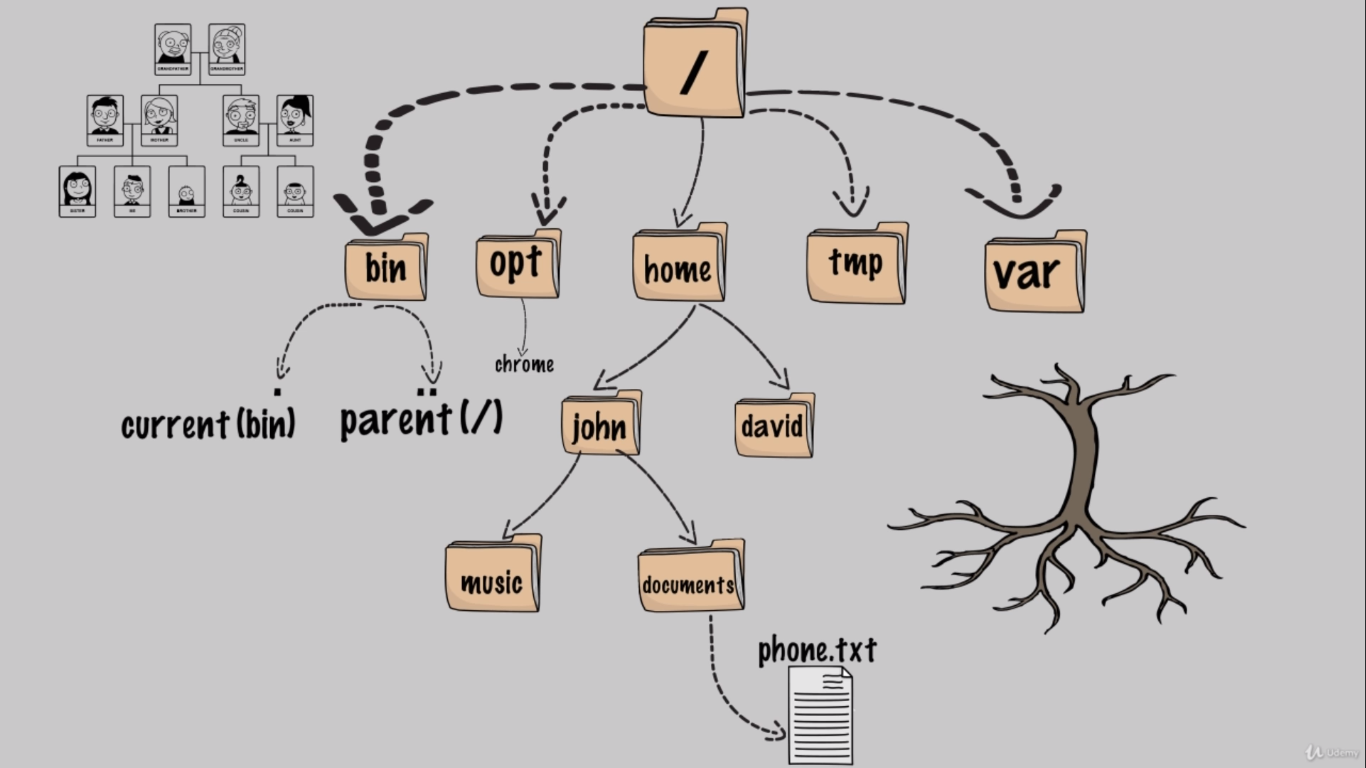 /
GRANDFATHER
GRANDMOTHER
FATHER
MOTHER
UNCLE
AUNT
SISTER
ME
BROTHER
COUSIN
COUSIN
bin
opt
home
tmp
var
chrome
.
..
current (bin)
parent (/)
john
david
music
documents
phone.txt
Udemy